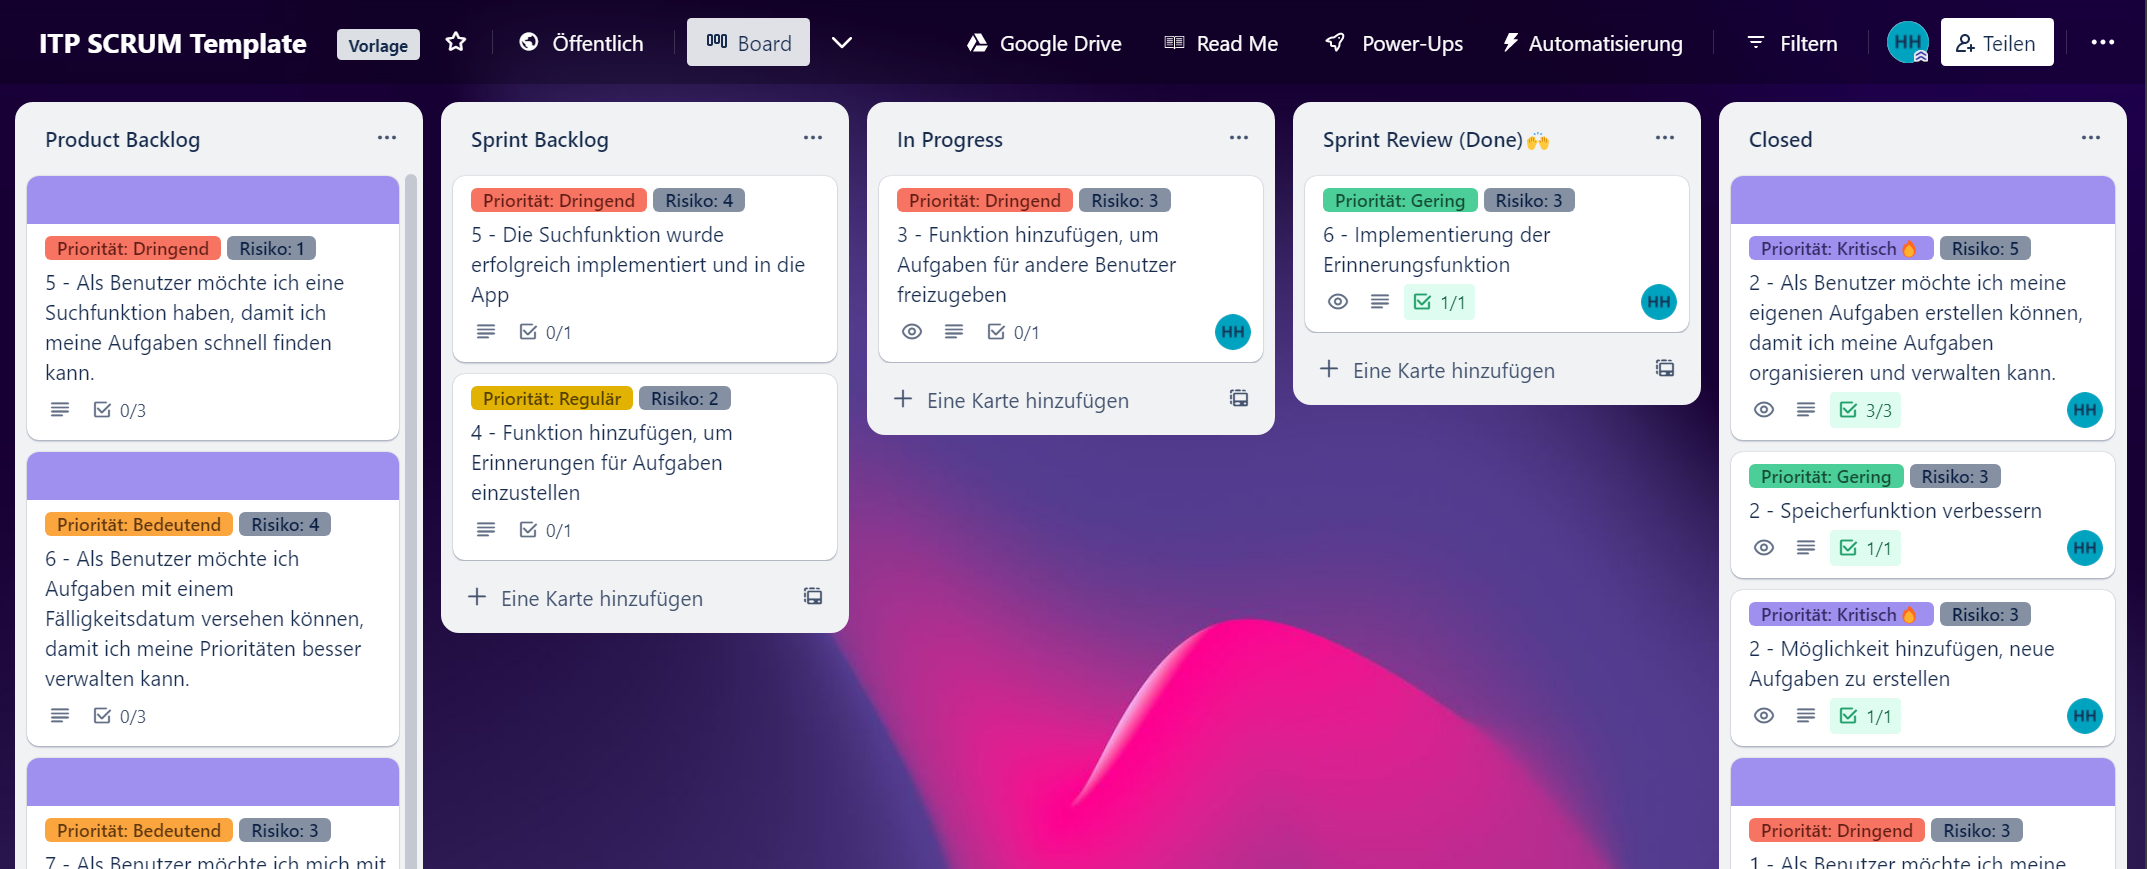 ITP SCRUM Template
Vorlage
Öffentlich
Board
Google Drive
Read Me
Power-Ups
Automatisierung
Filtern
HH
Teilen
Product Backlog
Priorität: Dringend
Risiko: 1
5 - Als Benutzer möchte ich eine
Suchfunktion haben, damit ich
meine Aufgaben schnell finden
kann.
0/3
Priorität: Bedeutend
Risiko: 4
6 - Als Benutzer möchte ich
Aufgaben mit einem
Fälligkeitsdatum versehen können,
damit ich meine Prioritäten besser
verwalten kann.
0/3
Priorität: Bedeutend
Risiko: 3
7 - Als Benutzer möchte ich mich mit
Sprint Backlog
Priorität: Dringend
Risiko: 4
5 - Die Suchfunktion wurde
erfolgreich implementiert und in die
App
0/1
Priorität: Regulär
Risiko: 2
4 - Funktion hinzufügen, um
Erinnerungen für Aufgaben
einzustellen
0/1
Eine Karte hinzufügen
In Progress
Priorität: Dringend
Risiko: 3
3 - Funktion hinzufügen, um
Aufgaben für andere Benutzer
freizugeben
0/1
HH
Eine Karte hinzufügen
Sprint Review (Done)🙌
Priorität: Gering
Risiko: 3
6 - Implementierung der
Erinnerungsfunktion
1/1
HH
Eine Karte hinzufügen
Closed
Priorität: Kritisch🔥
Risiko: 5
2 - Als Benutzer möchte ich meine
eigenen Aufgaben erstellen können,
damit ich meine Aufgaben
organisieren und verwalten kann.
3/3
HH
Priorität: Gering
Risiko: 3
2 - Speicherfunktion verbessern
1/1
HH
Priorität: Kritisch🔥
Risiko: 3
2 - Möglichkeit hinzufügen, neue
Aufgaben zu erstellen
1/1
HH
Priorität: Dringend
Risiko: 3
1 - Als Benutzer möchte ich meine